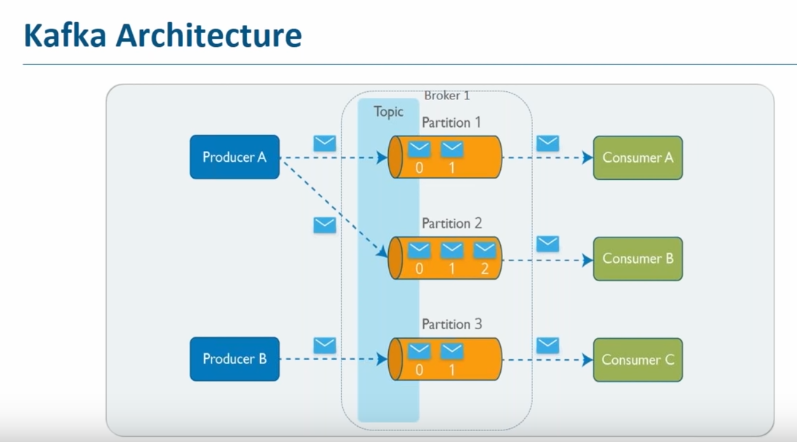 Kafka Architecture
Broker 1
Topic
Partition 1
Producer A
0 1
Consumer A
Partition 2
0 1 2
Consumer B
Partition 3
Producer B
0 1
Consumer C